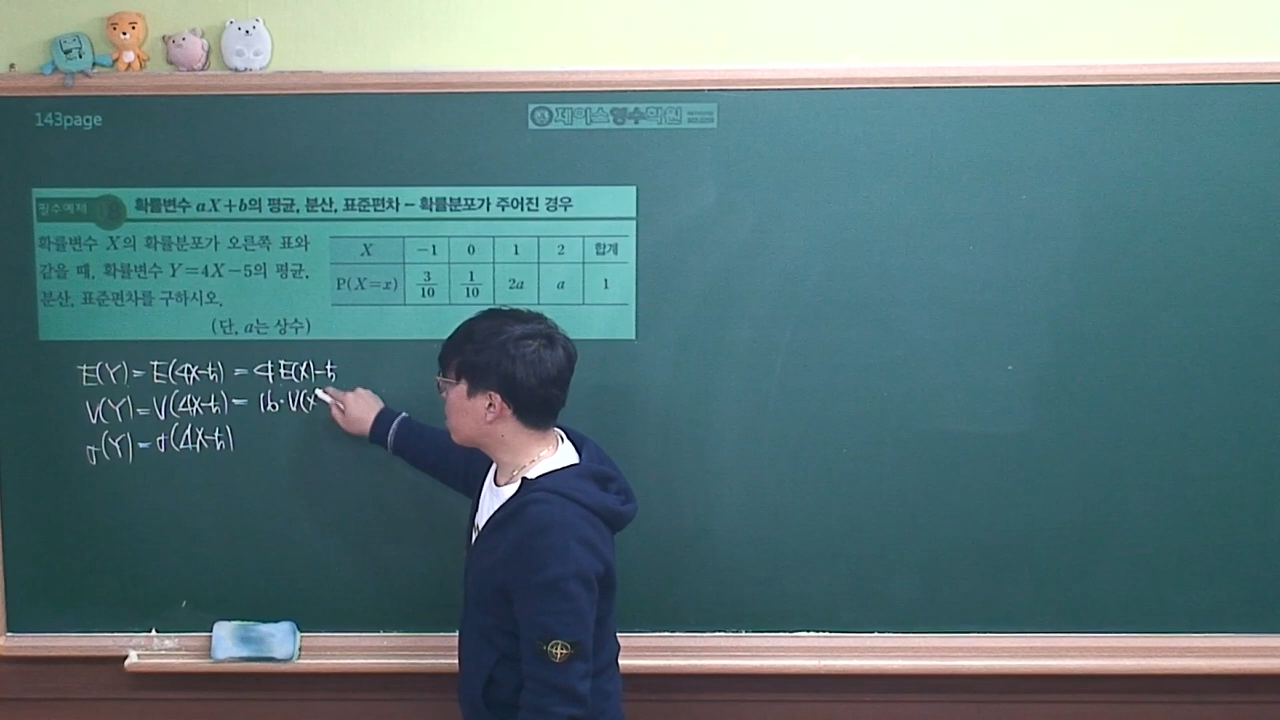 143page
제이스영수학원
필수예제
확률변수 aX+b의 평균, 분산, 표준편차 – 확률분포가 주어진 경우
확률변수 X의 확률분포가 오른쪽 표와
같을 때, 확률변수 Y=4X−5의 평균,
분산, 표준편차를 구하시오.
(단, a는 상수)
X −1 0 1 2 합계
P(X=x) 3/10 1/10 2a a 1
E(Y)=E(4X-5)=4E(X)-5
V(Y)=V(4X-5)=16·V(X
σ(Y)=σ(4X-5)